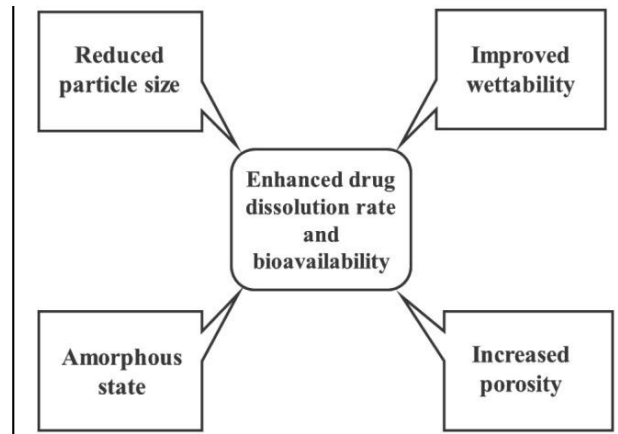 Reduced
particle size
Improved
wettability
Enhanced drug
dissolution rate
and
bioavailability
Amorphous
state
Increased
porosity